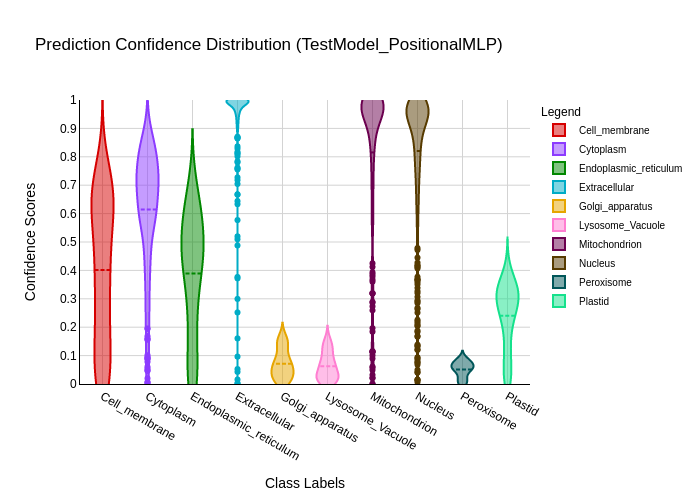 Prediction Confidence Distribution (TestModel_PositionalMLP)
Legend
Cell_membrane
Cytoplasm
Endoplasmic_reticulum
Extracellular
Golgi_apparatus
Lysosome_Vacuole
Mitochondrion
Nucleus
Peroxisome
Plastid
Confidence Scores
1
0.9
0.8
0.7
0.6
0.5
0.4
0.3
0.2
0.1
0
Cell_membrane
Cytoplasm
Endoplasmic_reticulum
Extracellular
Golgi_apparatus
Lysosome_Vacuole
Mitochondrion
Nucleus
Peroxisome
Plastid
Class Labels